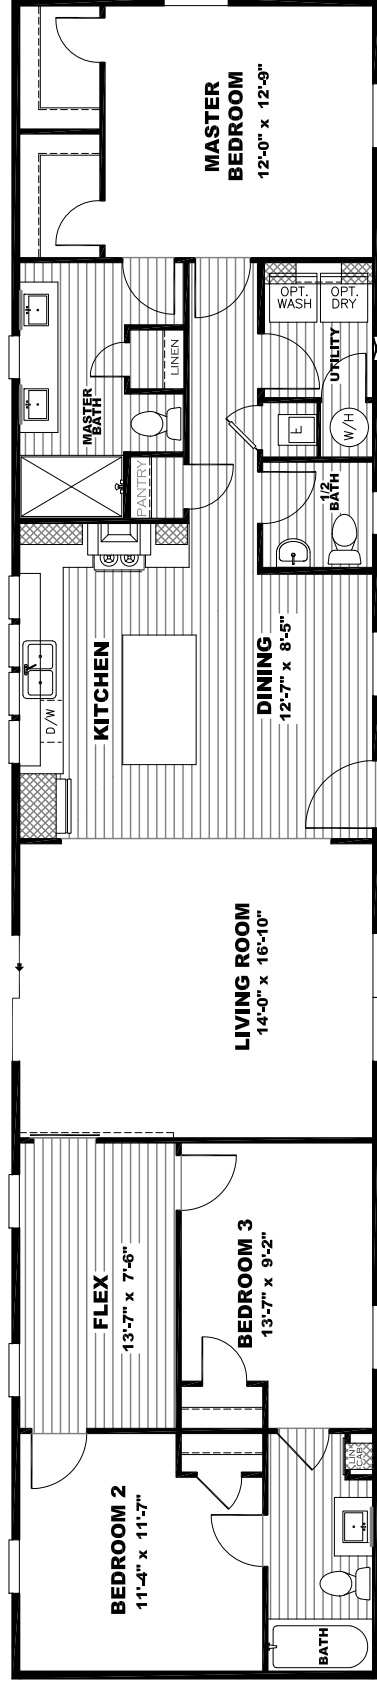 MASTER
BEDROOM
12'-0" x 12'-9"
OPT.
WASH
OPT.
DRY
UTILITY
LINEN
MASTER
BATH
W/H
PANTRY
1/2
BATH
KITCHEN
D/W
DINING
12'-7" x 8'-5"
LIVING ROOM
14'-0" x 16'-10"
FLEX
13'-7" x 7'-6"
BEDROOM 3
13'-7" x 9'-2"
LIN
CAB
BEDROOM 2
11'-4" x 11'-7"
BATH